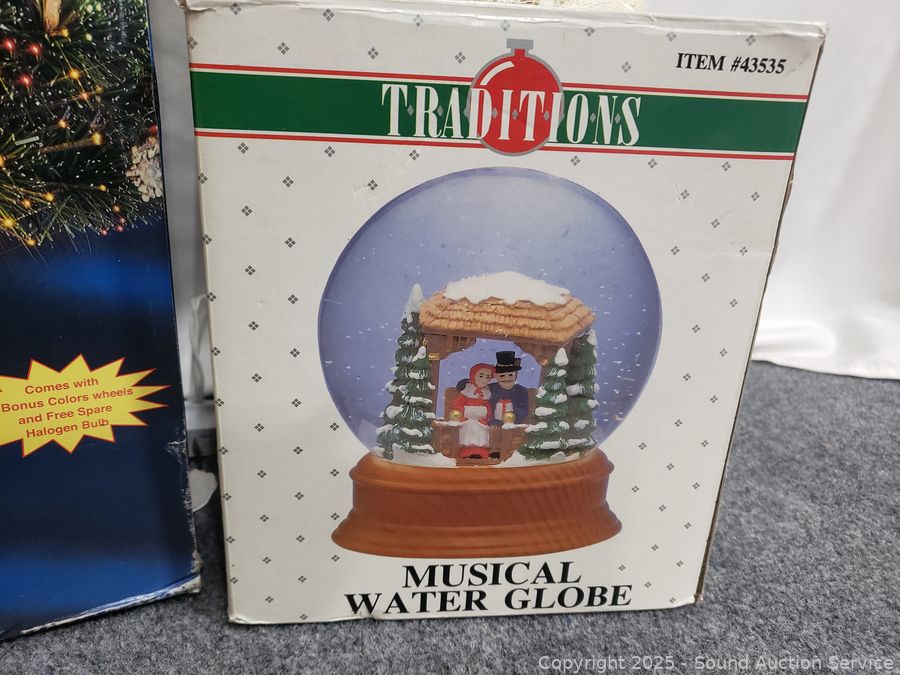 ITEM #43535
TRADITIONS
Comes with
Bonus Colors wheels
and Free Spare
Halogen Bulb
MUSICAL
WATER GLOBE
Copyright 2025 - Sound Auction Service